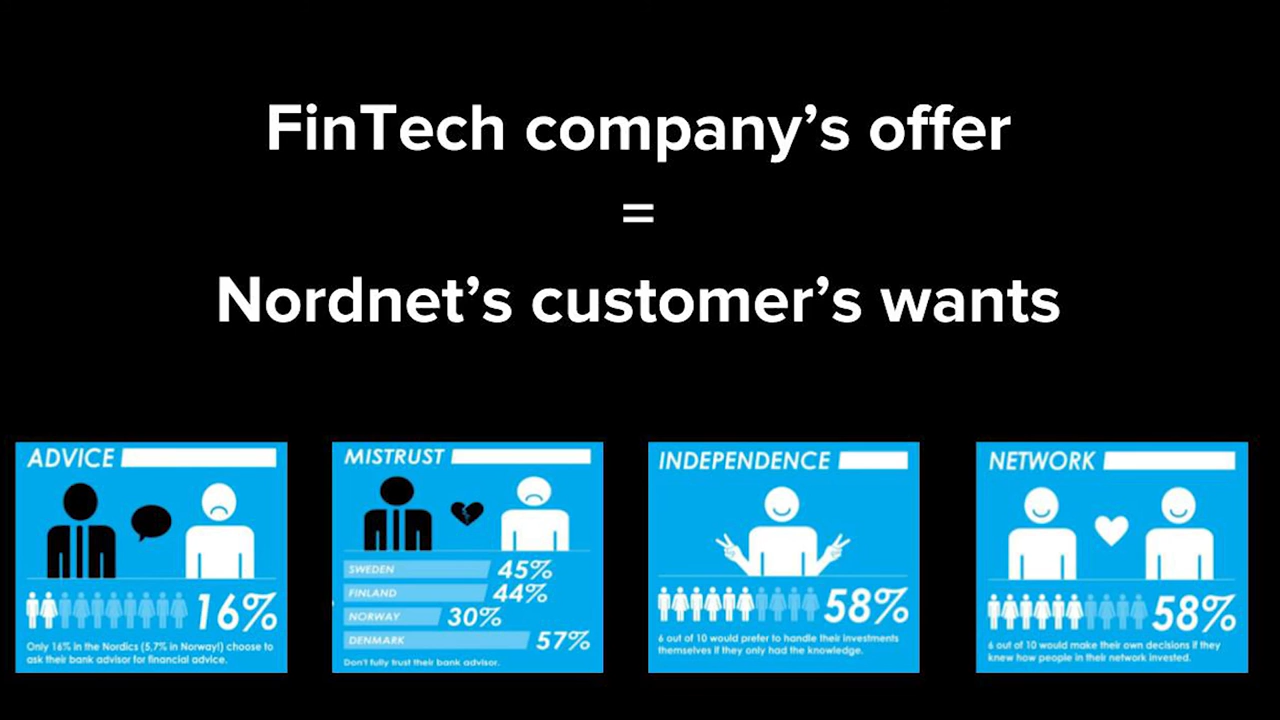 FinTech company’s offer
=
Nordnet’s customer’s wants
ADVICE
16%
Only 16% in the Nordics (5,7% in Norway!) choose to
ask their bank advisor for financial advice.
MISTRUST
SWEDEN 45%
FINLAND 44%
NORWAY 30%
DENMARK 57%
Don't fully trust their bank advisor.
INDEPENDENCE
58%
6 out of 10 would prefer to handle their investments
themselves if they only had the knowledge.
NETWORK
58%
6 out of 10 would make their own decisions if they
knew how people in their network invested.